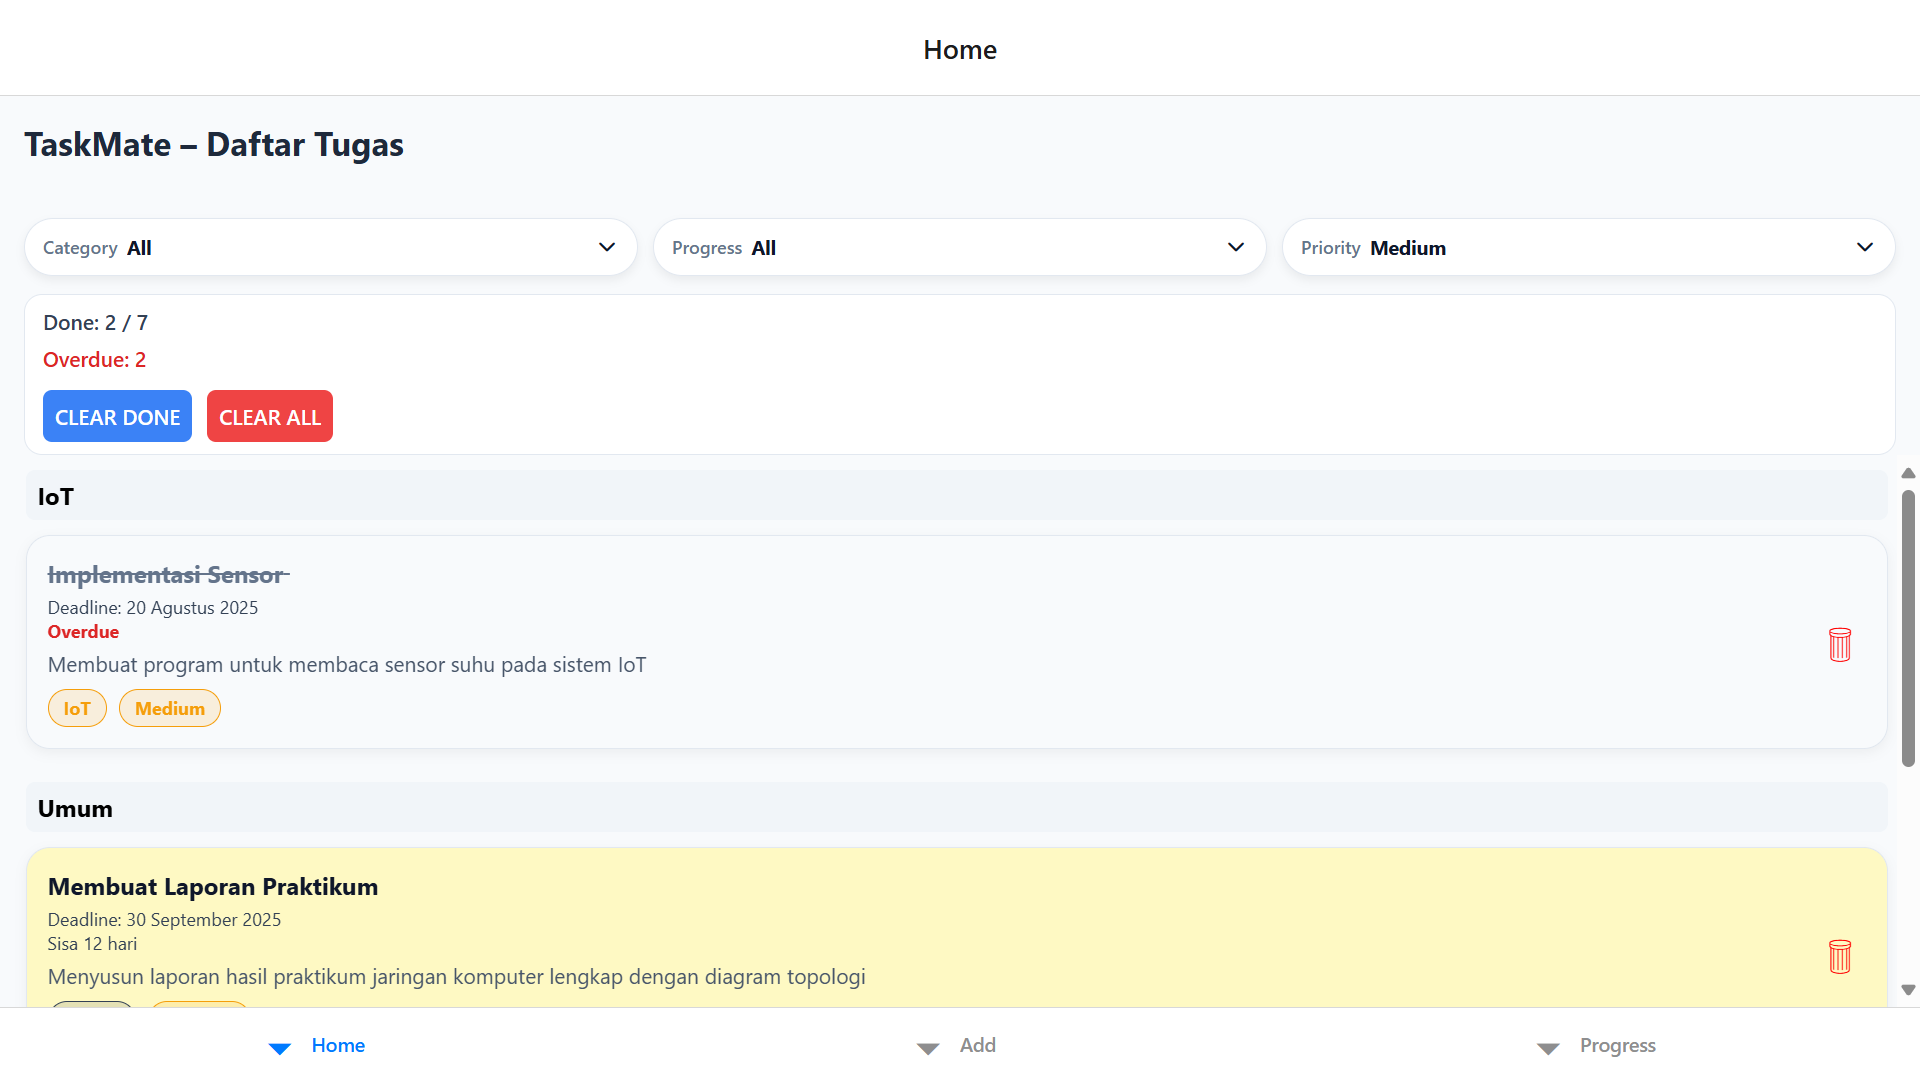 Home
TaskMate – Daftar Tugas
Category All
Progress All
Priority Medium
Done: 2 / 7
Overdue: 2
CLEAR DONE
CLEAR ALL
IoT
Implementasi Sensor
Deadline: 20 Agustus 2025
Overdue
Membuat program untuk membaca sensor suhu pada sistem IoT
IoT
Medium
Umum
Membuat Laporan Praktikum
Deadline: 30 September 2025
Sisa 12 hari
Menyusun laporan hasil praktikum jaringan komputer lengkap dengan diagram topologi
Home
Add
Progress